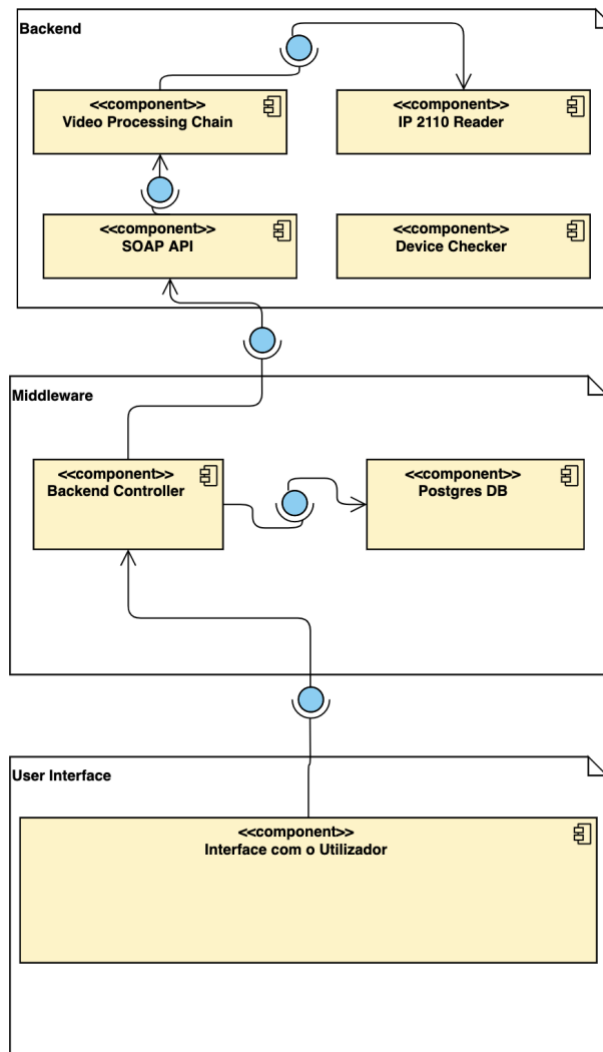 Backend
<<component>>
Video Processing Chain
<<component>>
IP 2110 Reader
<<component>>
SOAP API
<<component>>
Device Checker
Middleware
<<component>>
Backend Controller
<<component>>
Postgres DB
User Interface
<<component>>
Interface com o Utilizador